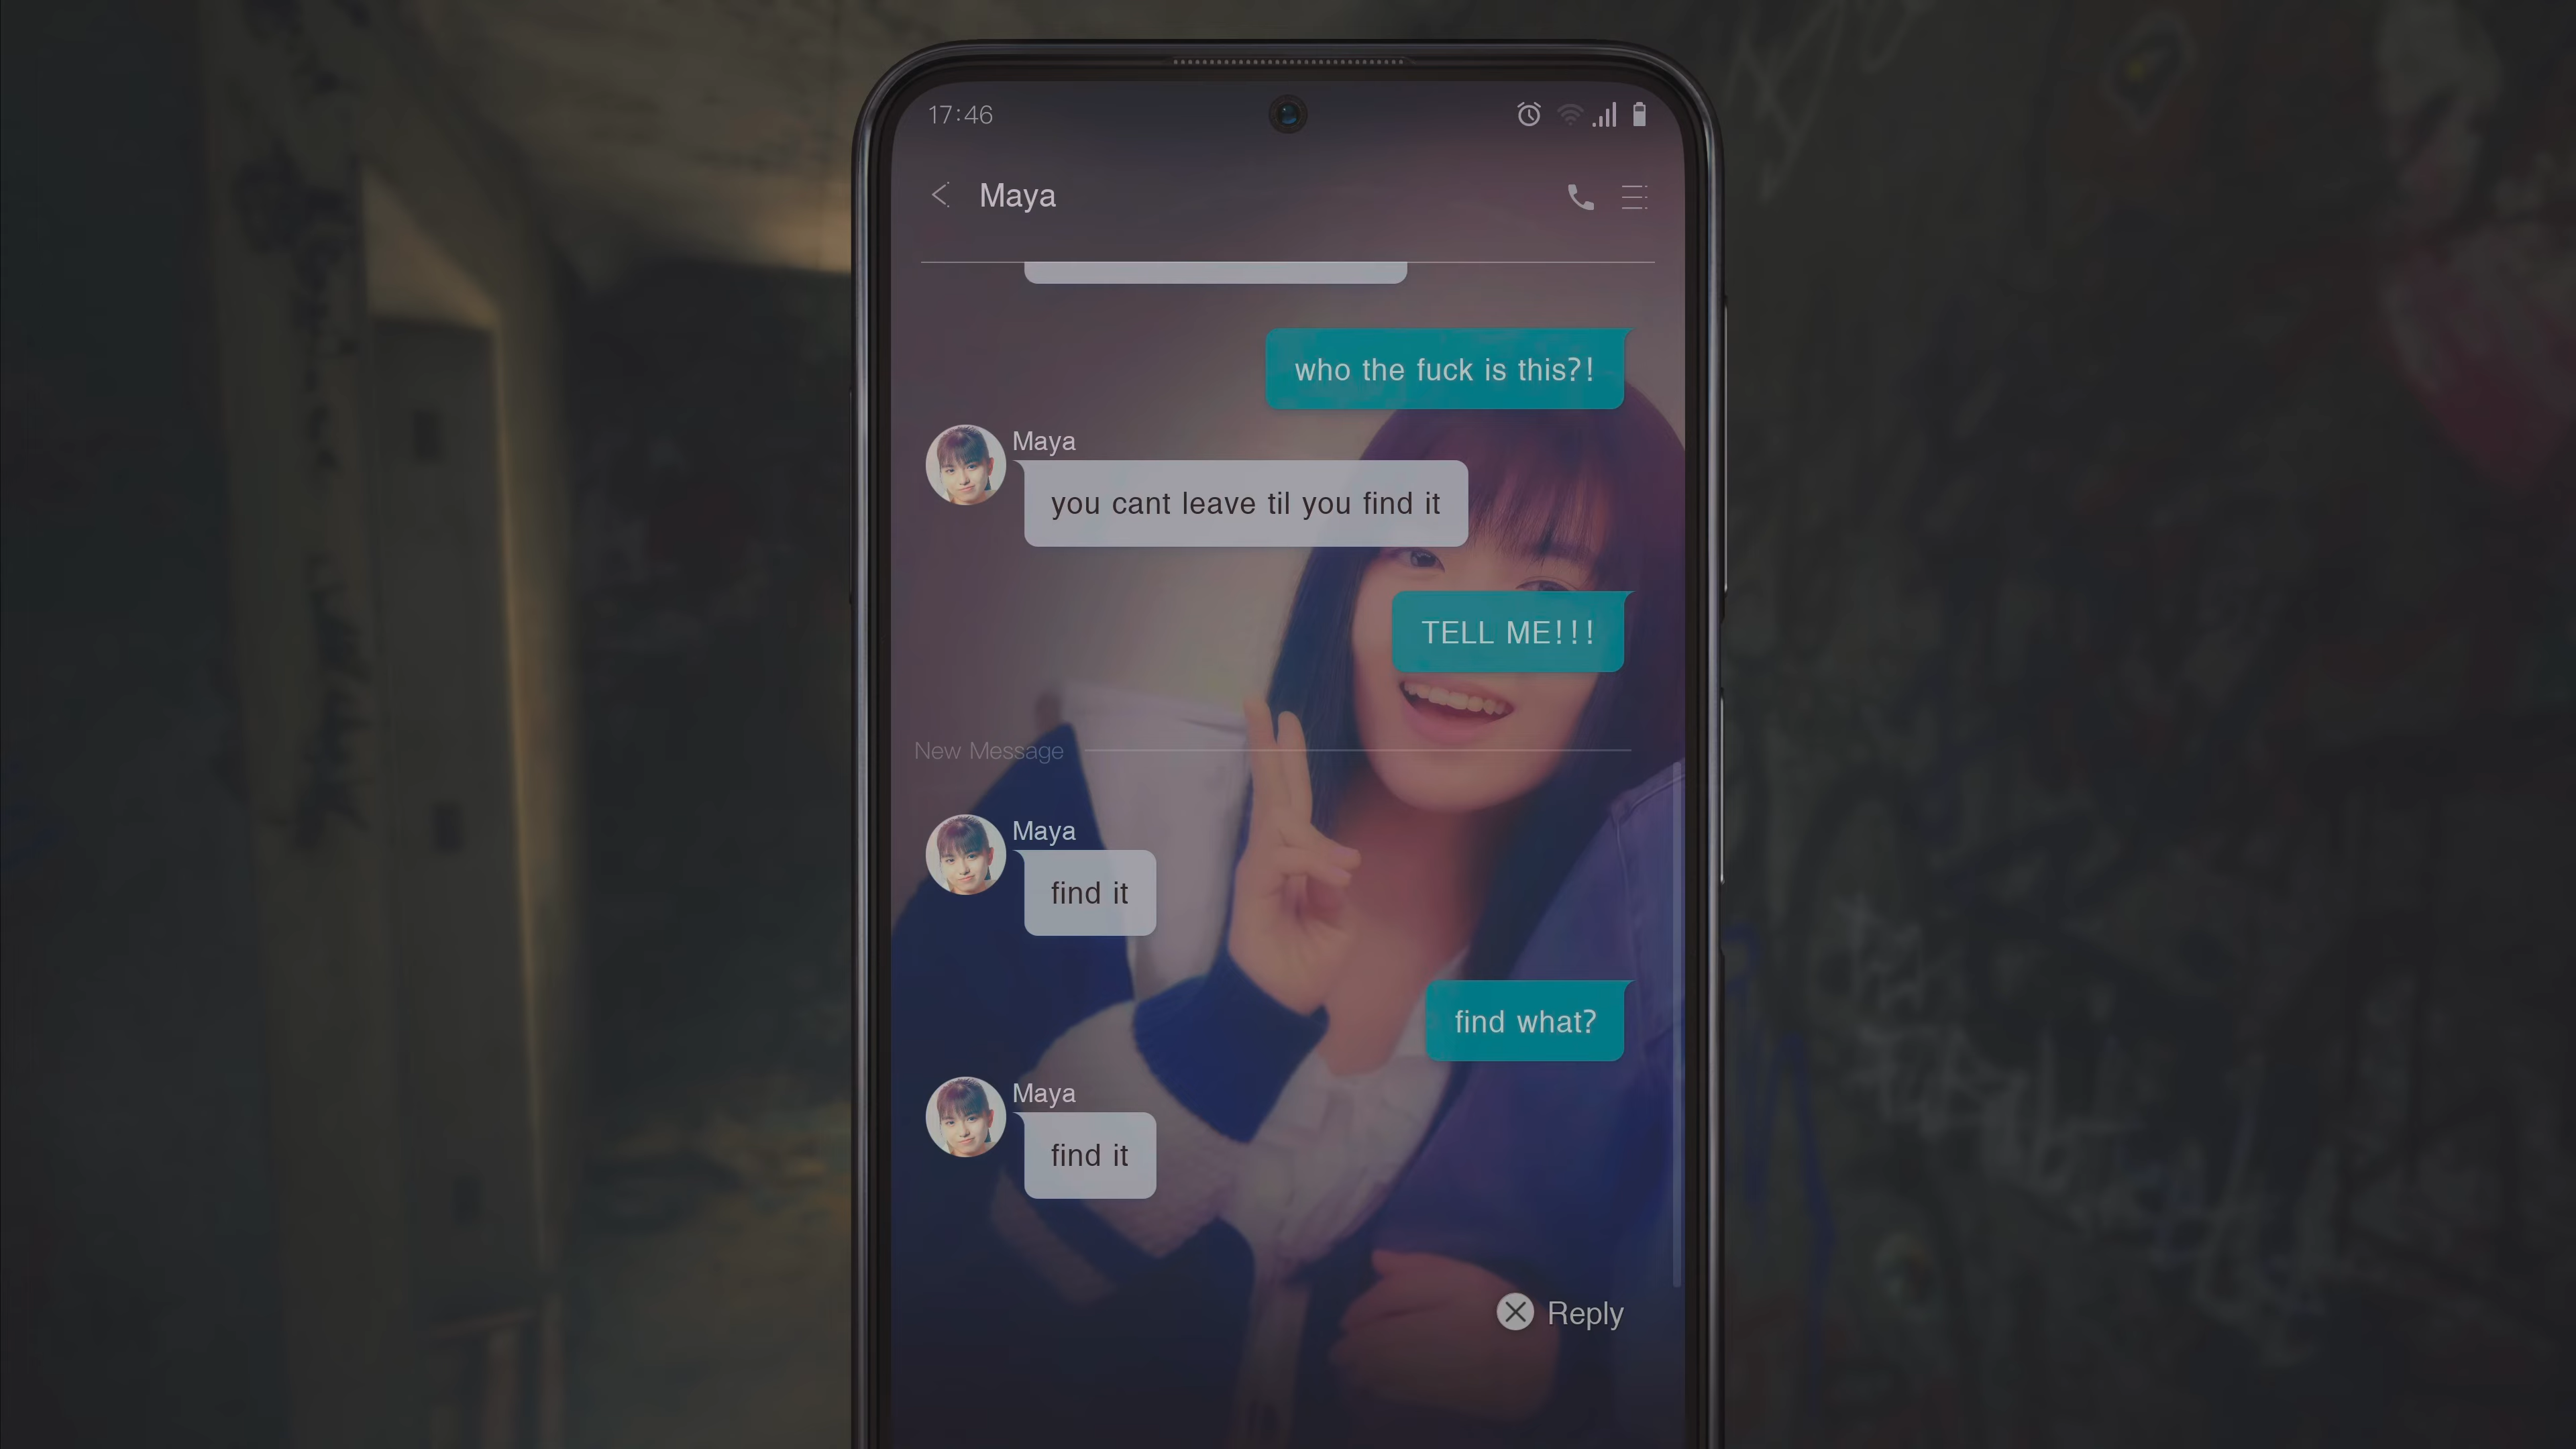 17:46
Maya
who the fuck is this?!
Maya
you cant leave til you find it
TELL ME!!!
New Message
Maya
find it
find what?
Maya
find it
Reply